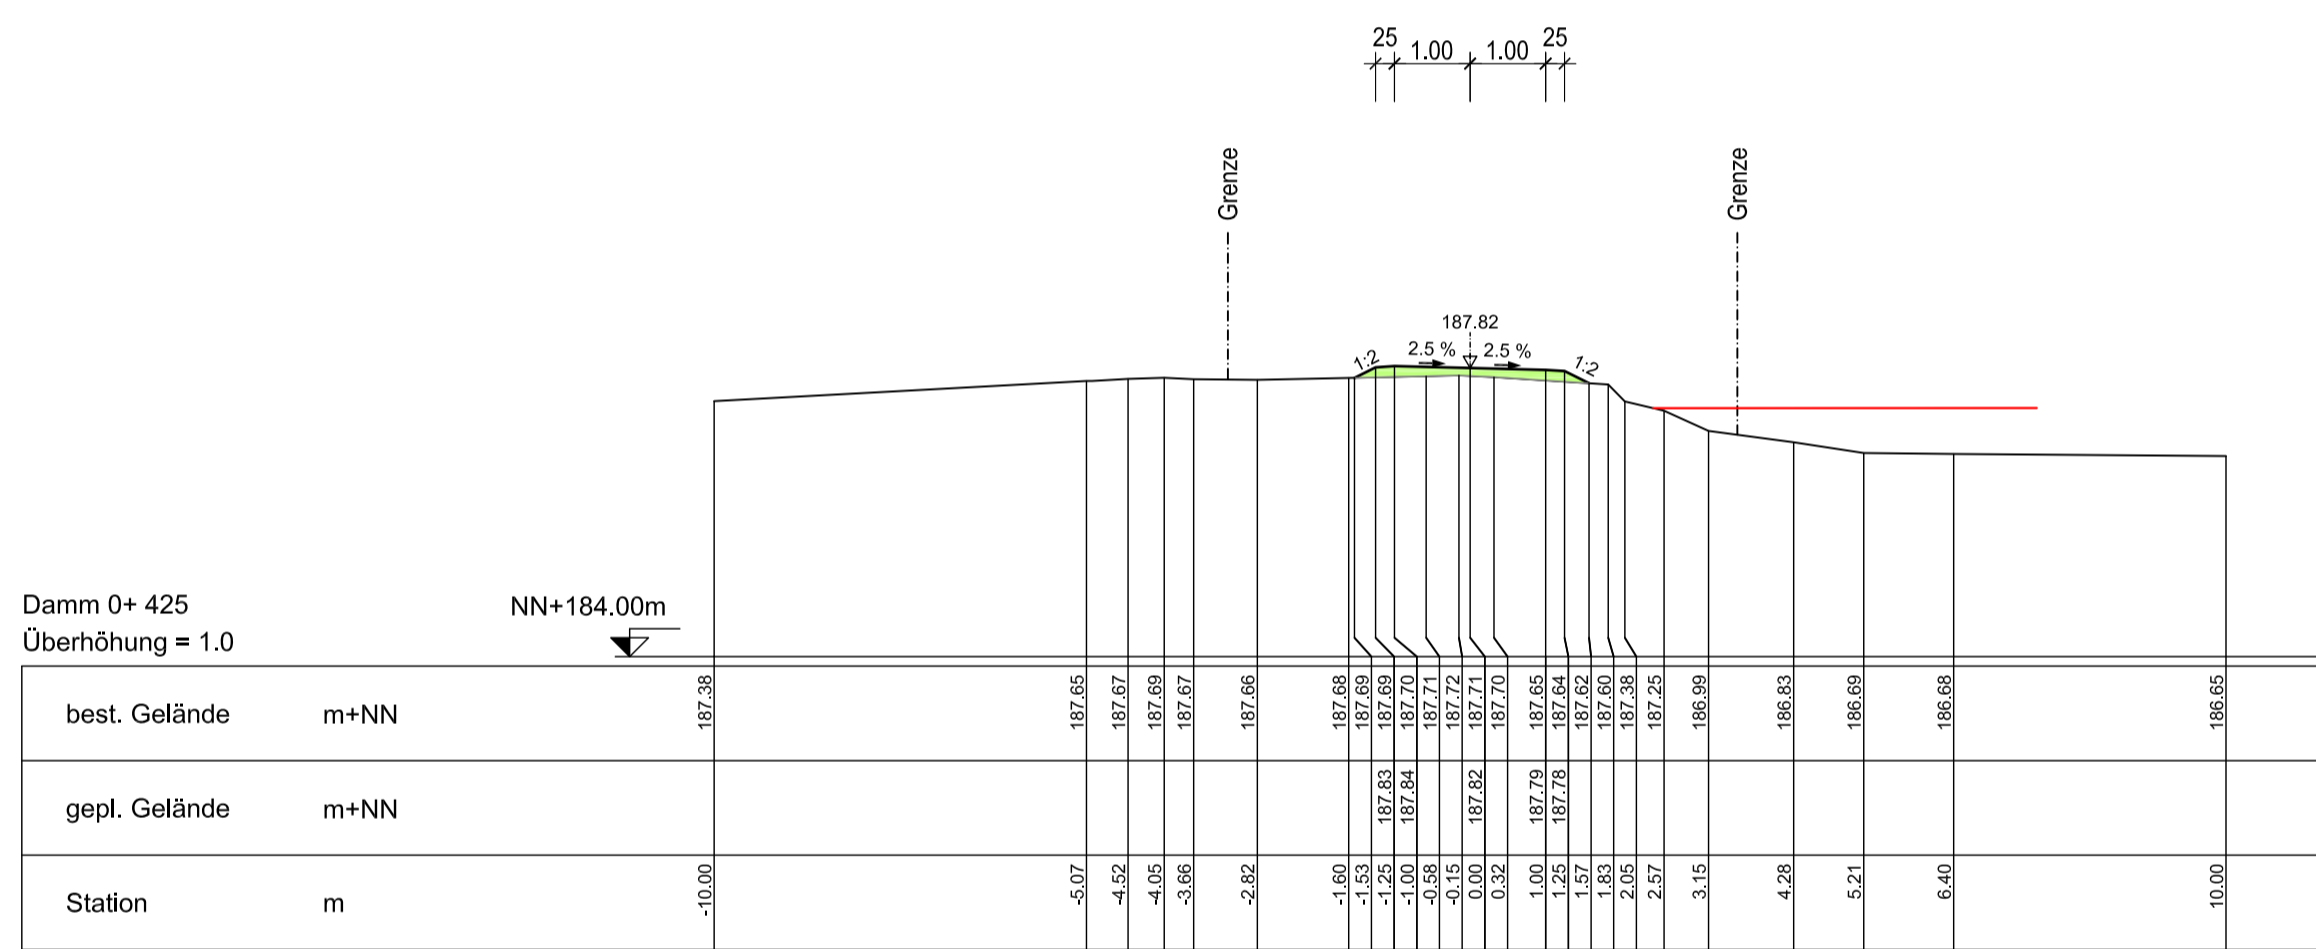 25 1.00 1.00 25
Grenze
Grenze
187.82
1:2 2.5 % 2.5 % 1:2
Damm 0+ 425
Überhöhung = 1.0
NN+184.00m
best. Gelände m+NN 187.38 187.65 187.67 187.69 187.67 187.66 187.68 187.69 187.69 187.70 187.71 187.72 187.71 187.70 187.65 187.64 187.62 187.60 187.38 187.25 186.99 186.83 186.69 186.68 186.65
gepl. Gelände m+NN 187.83 187.84 187.82 187.79 187.78
Station m -10.00 -5.07 -4.52 -4.05 -3.66 -2.82 -1.60 -1.53 -1.25 -1.00 -0.58 -0.15 0.00 0.32 1.00 1.25 1.57 1.83 2.05 2.57 3.15 4.28 5.21 6.40 10.00